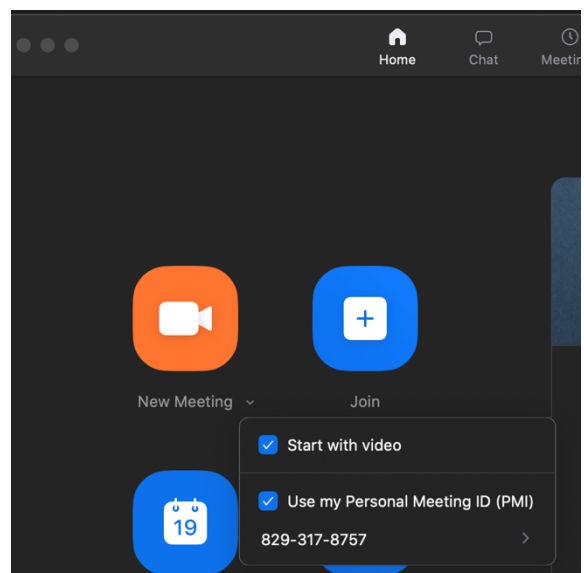 Home
Chat
New Meeting
Join
Start with video
Use my Personal Meeting ID (PMI)
19
829-317-8757